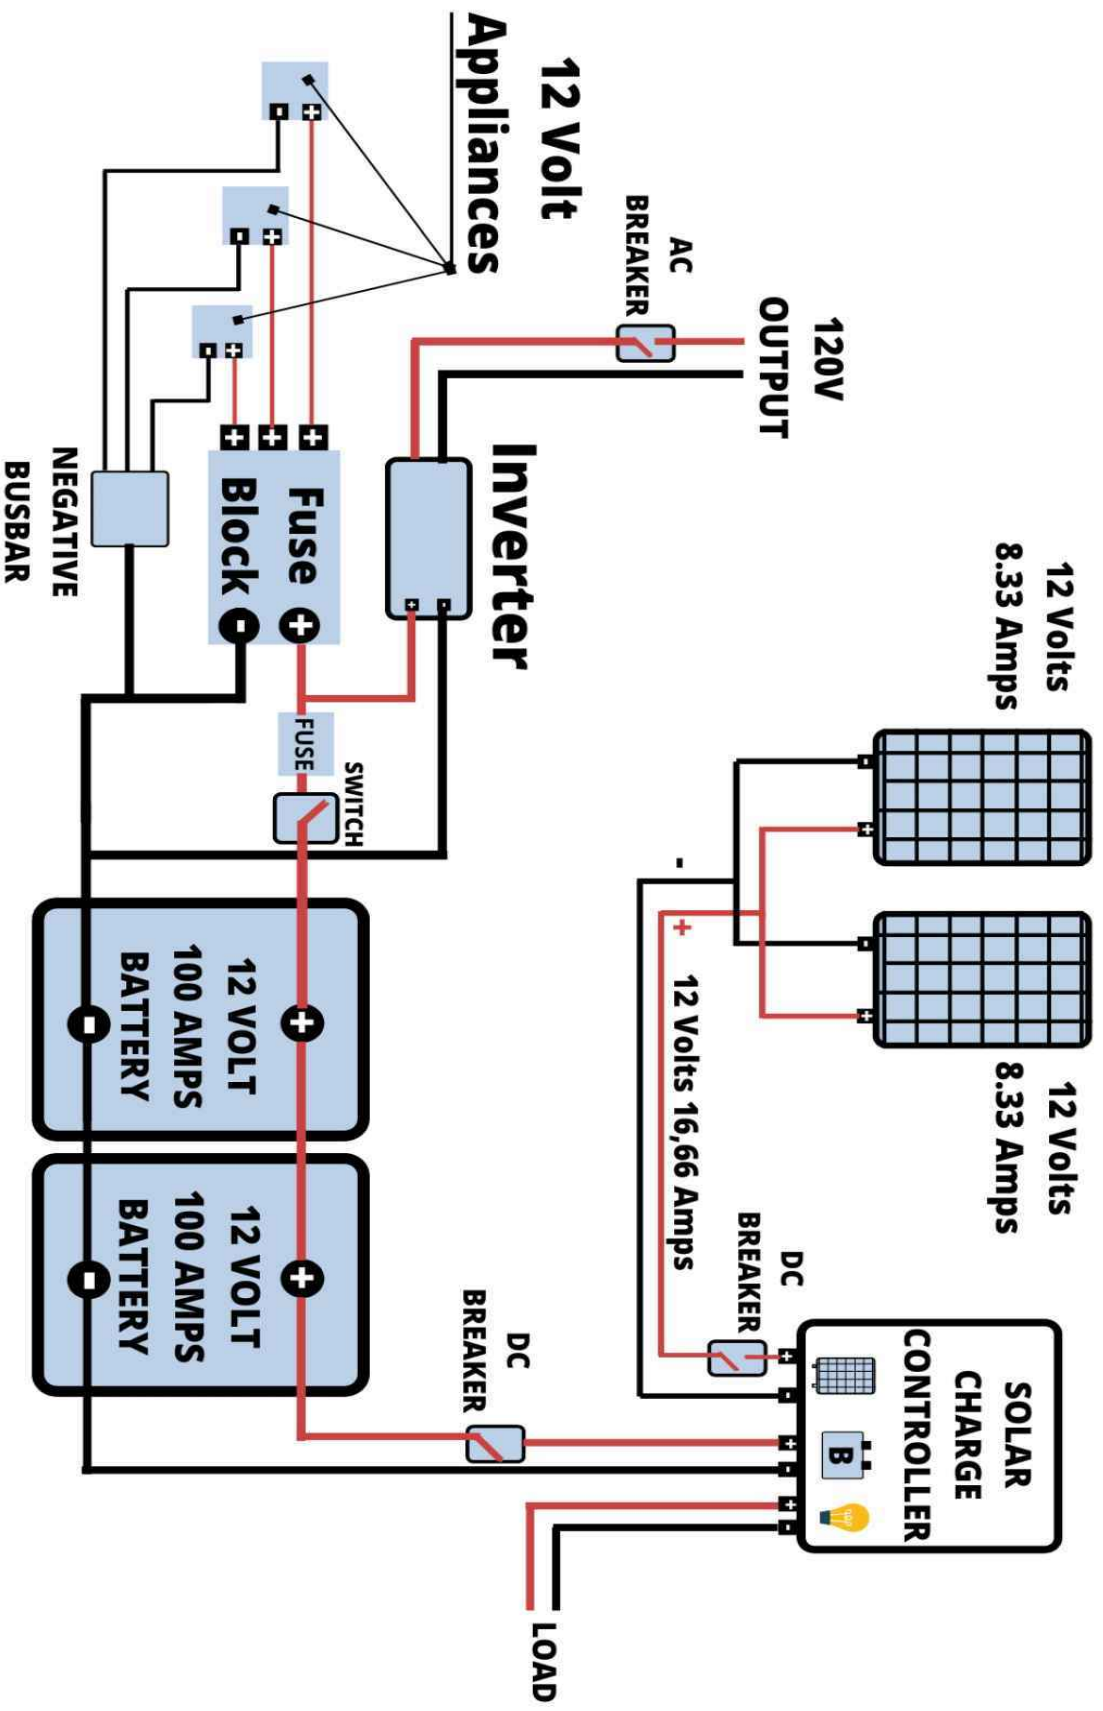 12 Volts
8.33 Amps
12 Volts
8.33 Amps
SOLAR
CHARGE
CONTROLLER
B
120V
OUTPUT
AC
BREAKER
DC
BREAKER
-
+
12 Volts 16,66 Amps
12 Volt
Appliances
Inverter
DC
BREAKER
LOAD
SWITCH
FUSE
Fuse
Block
12 VOLT
100 AMPS
BATTERY
12 VOLT
100 AMPS
BATTERY
NEGATIVE
BUSBAR